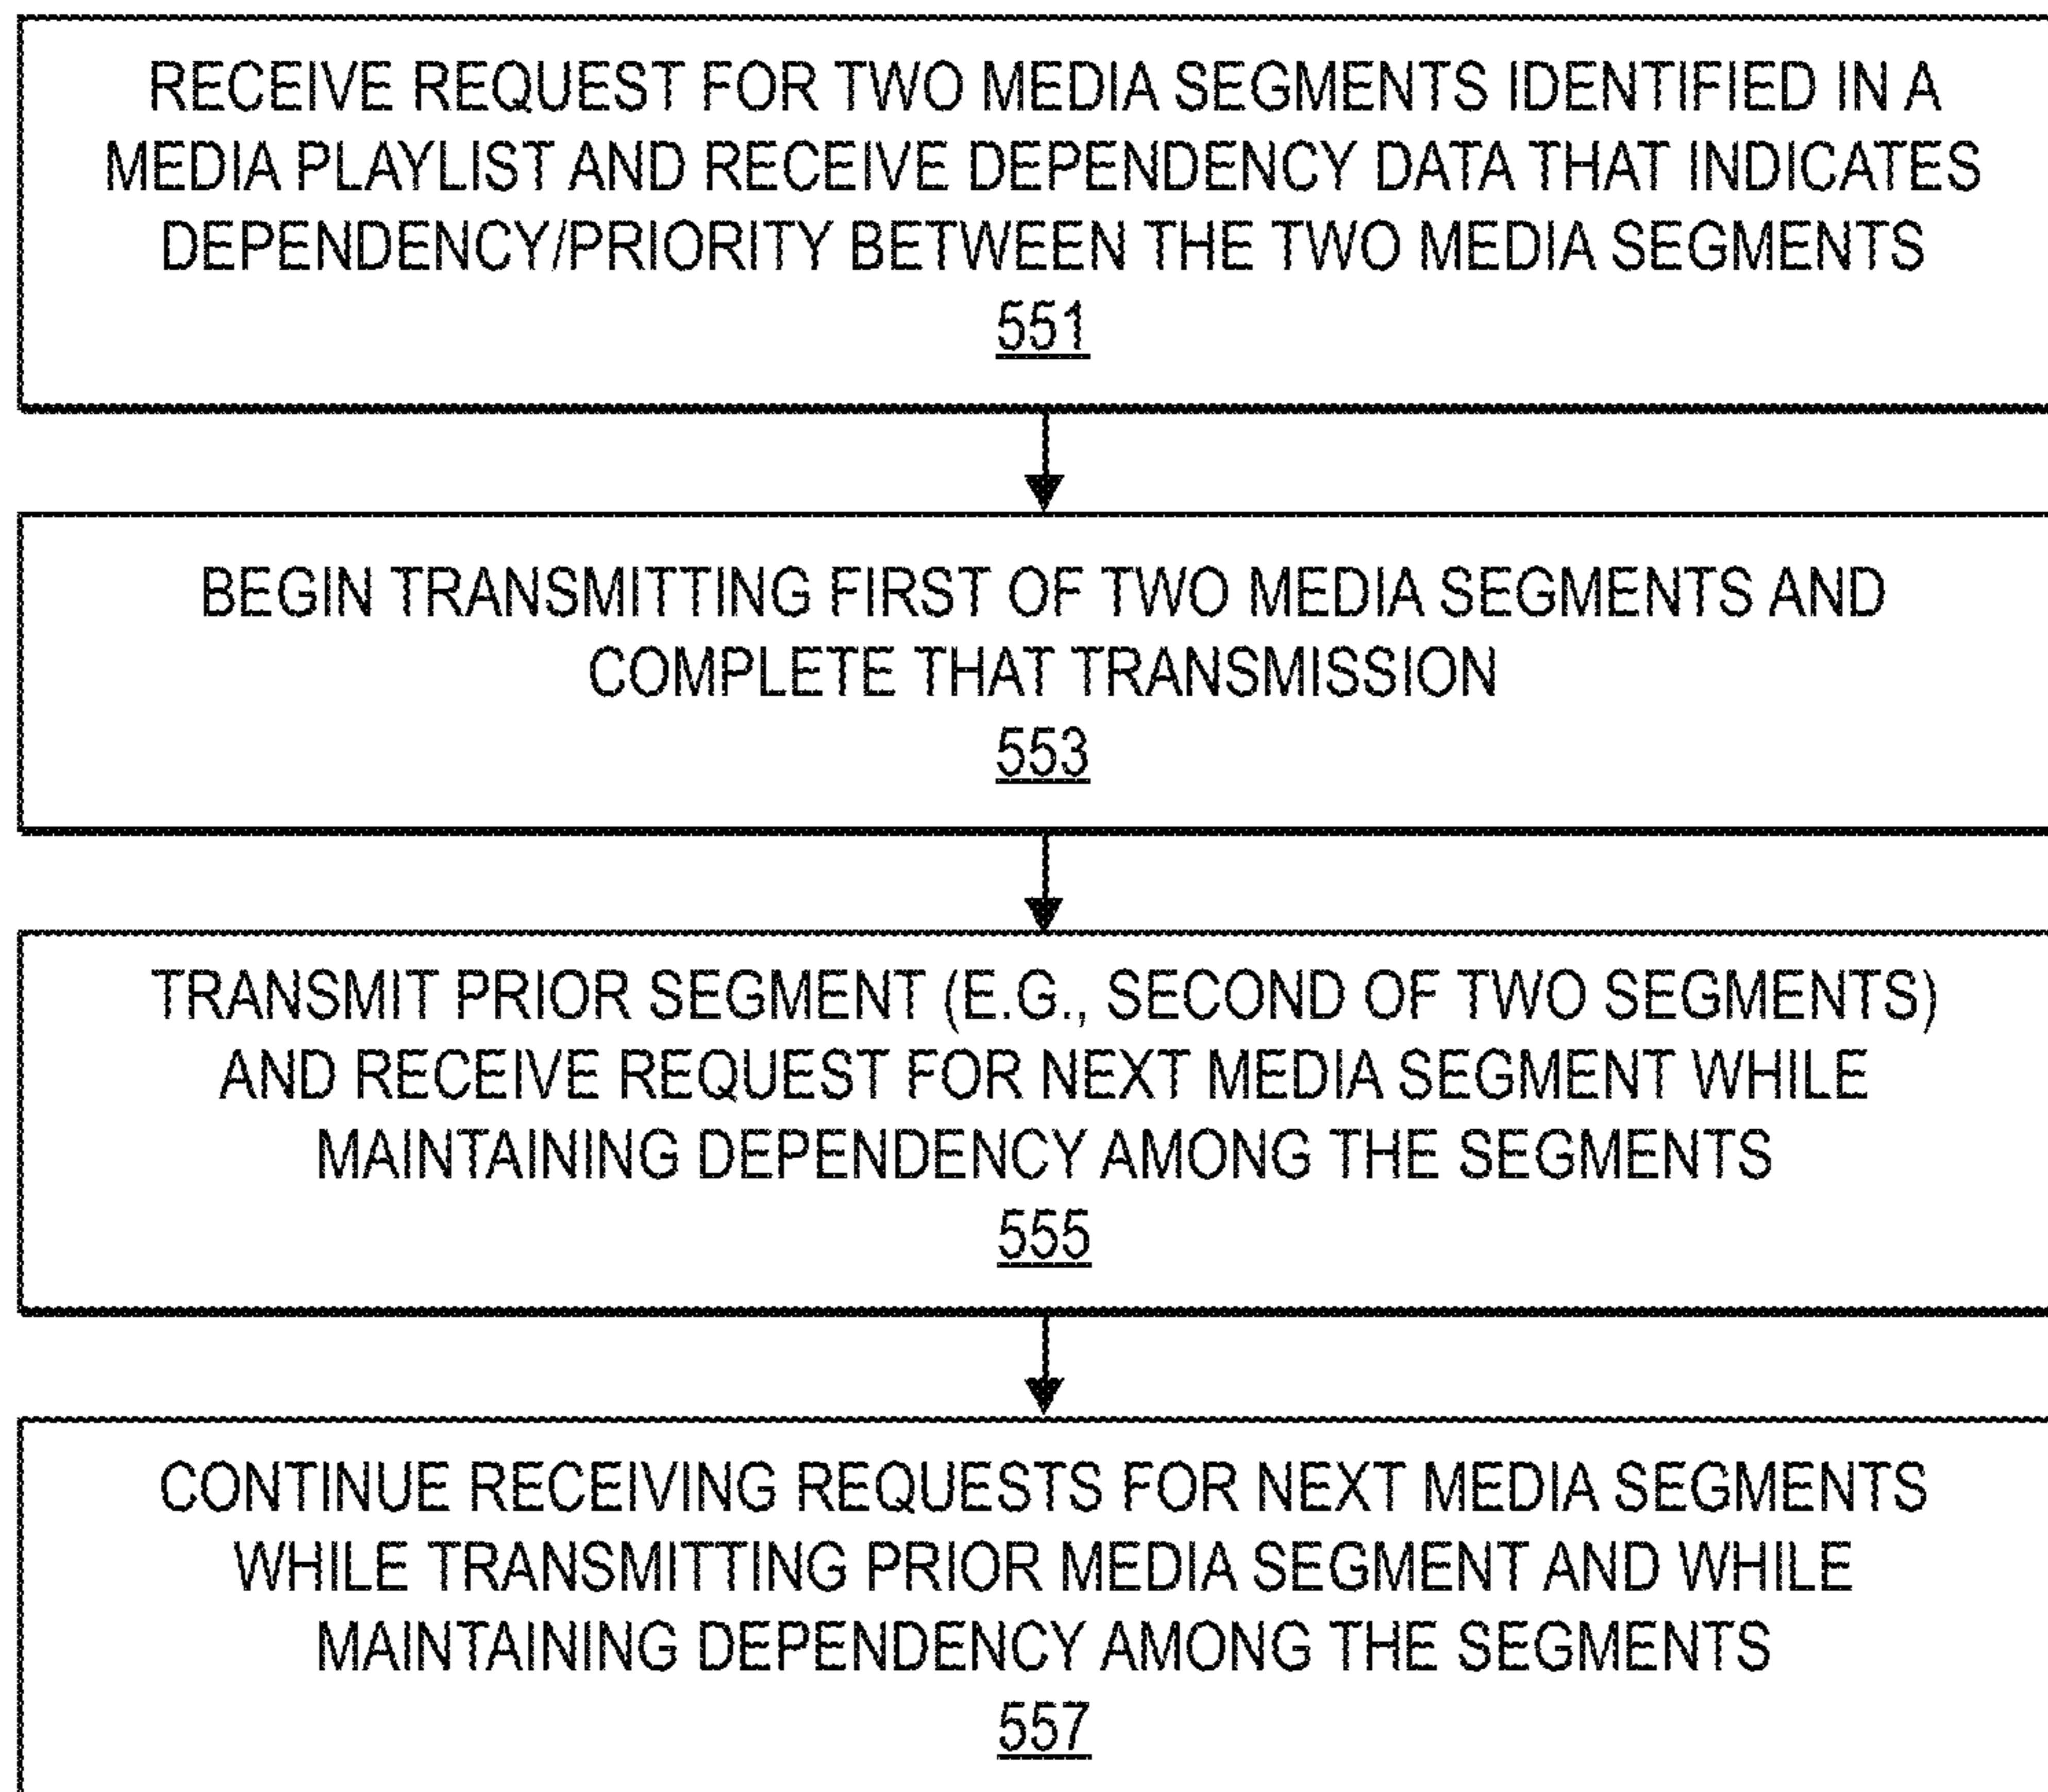 RECEIVE REQUEST FOR TWO MEDIA SEGMENTS IDENTIFIED IN A
MEDIA PLAYLIST AND RECEIVE DEPENDENCY DATA THAT INDICATES
DEPENDENCY/PRIORITY BETWEEN THE TWO MEDIA SEGMENTS
551
BEGIN TRANSMITTING FIRST OF TWO MEDIA SEGMENTS AND
COMPLETE THAT TRANSMISSION
553
TRANSMIT PRIOR SEGMENT (E.G., SECOND OF TWO SEGMENTS)
AND RECEIVE REQUEST FOR NEXT MEDIA SEGMENT WHILE
MAINTAINING DEPENDENCY AMONG THE SEGMENTS
555
CONTINUE RECEIVING REQUESTS FOR NEXT MEDIA SEGMENTS
WHILE TRANSMITTING PRIOR MEDIA SEGMENT AND WHILE
MAINTAINING DEPENDENCY AMONG THE SEGMENTS
557